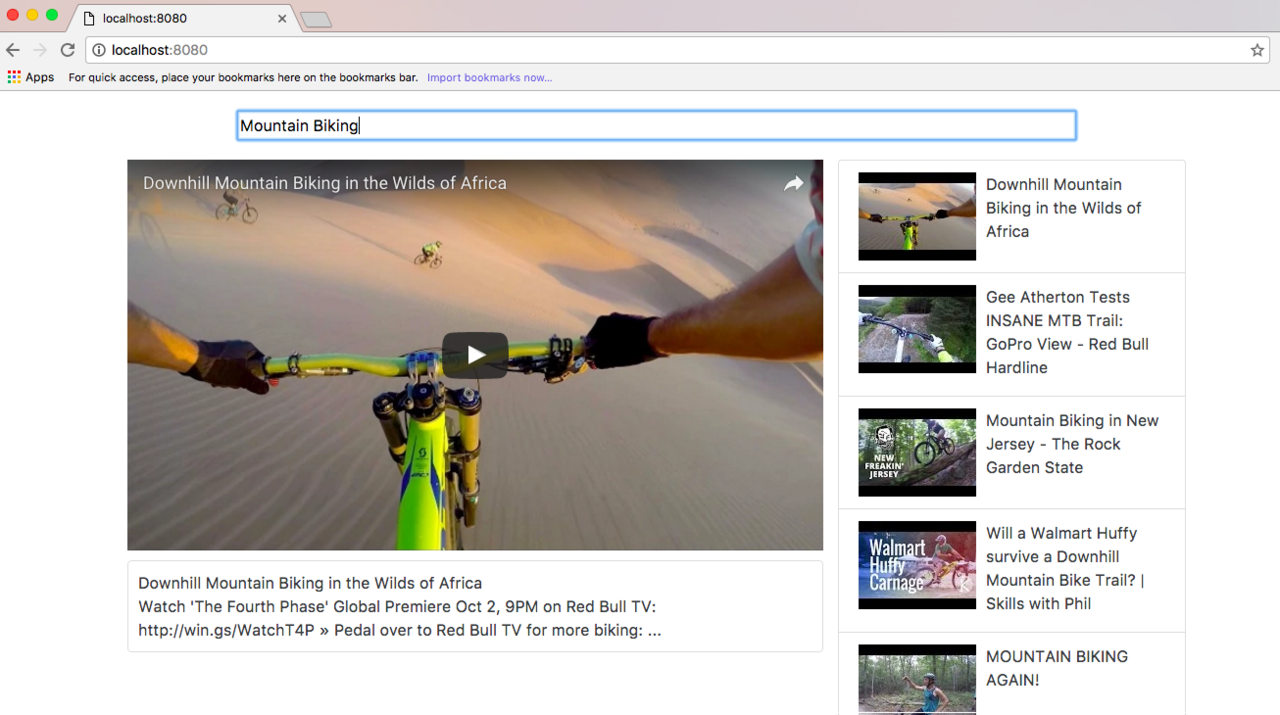 localhost:8080
localhost:8080
Apps For quick access, place your bookmarks here on the bookmarks bar. Import bookmarks now...
Mountain Biking
Downhill Mountain Biking in the Wilds of Africa
Downhill Mountain Biking in the Wilds of Africa
Watch 'The Fourth Phase' Global Premiere Oct 2, 9PM on Red Bull TV:
http://win.gs/WatchT4P » Pedal over to Red Bull TV for more biking: ...
Downhill Mountain
Biking in the Wilds of
Africa
Gee Atherton Tests
INSANE MTB Trail:
GoPro View - Red Bull
Hardline
NEW
FREAKIN'
JERSEY
Mountain Biking in New
Jersey - The Rock
Garden State
Walmart
Huffy
Carnage
Will a Walmart Huffy
survive a Downhill
Mountain Bike Trail? |
Skills with Phil
MOUNTAIN BIKING
AGAIN!